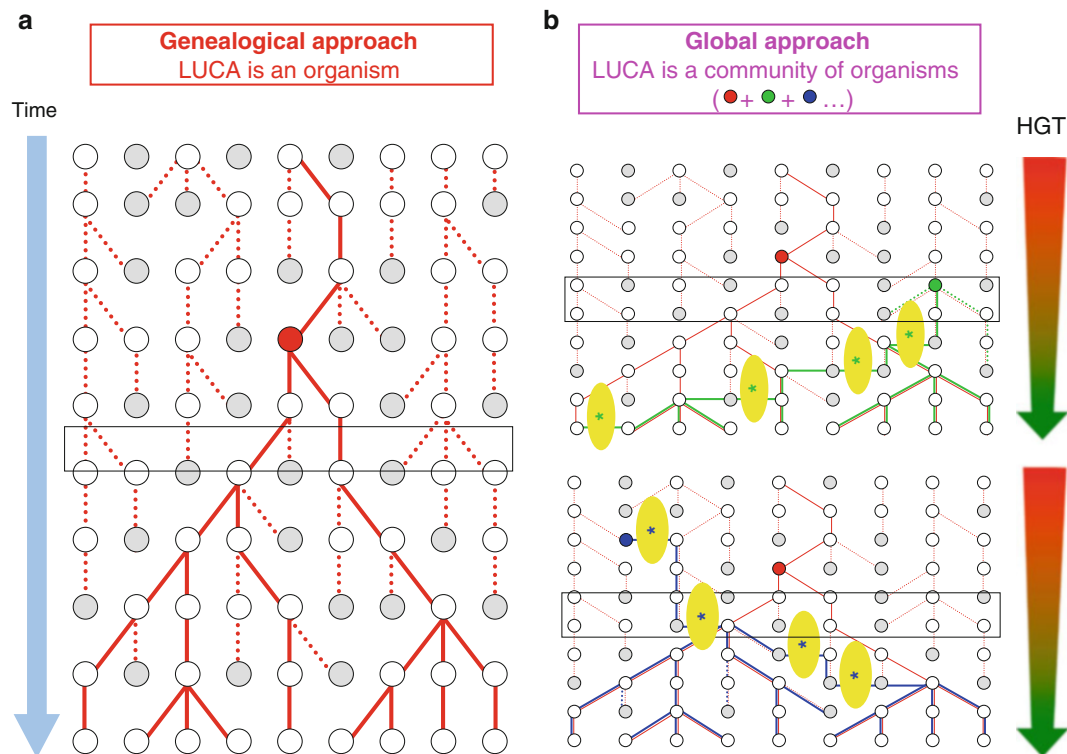 a
Genealogical approach
LUCA is an organism
Time
b
Global approach
LUCA is a community of organisms
( + + ...)
HGT
*
*
*
*
*
*
*
*